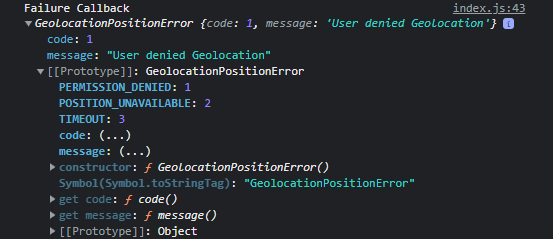 Failure Callback index.js:43
▼GeolocationPositionError {code: 1, message: 'User denied Geolocation'} i
code: 1
message: "User denied Geolocation"
▼[[Prototype]]: GeolocationPositionError
PERMISSION_DENIED: 1
POSITION_UNAVAILABLE: 2
TIMEOUT: 3
code: (...)
message: (...)
▶constructor: ƒ GeolocationPositionError()
Symbol(Symbol.toStringTag): "GeolocationPositionError"
▶get code: ƒ code()
▶get message: ƒ message()
▶[[Prototype]]: Object